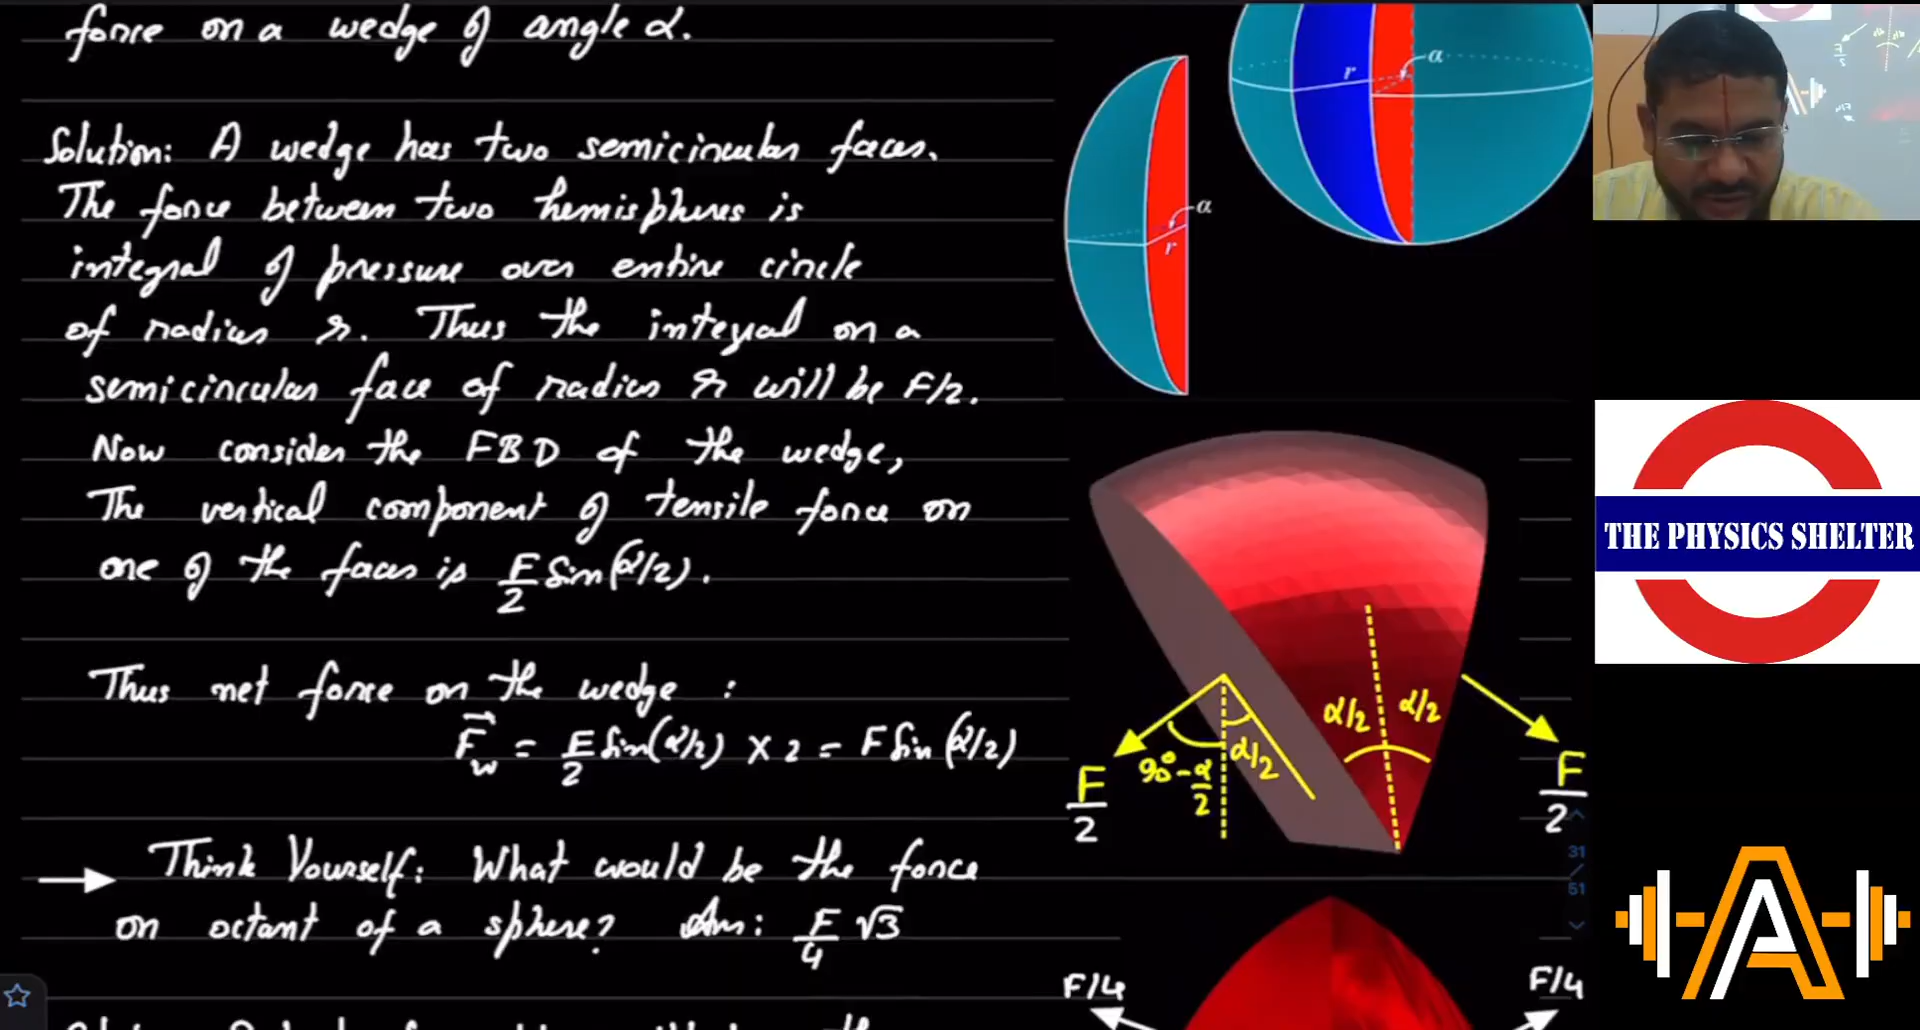 force on a wedge of angle α.
Solution: A wedge has two semicircular faces.
The force between two hemispheres is
integral of pressure over entire circle
of radius r. Thus the integral on a
semicircular face of radius r will be F/2.
Now consider the FBD of the wedge,
The vertical component of tensile force on
one of the faces is F/2 Sin(α/2).
Thus net force on the wedge :
F⃗w = F/2 Sin(α/2) × 2 = F Sin(α/2)
→ Think Yourself: What would be the force
on octant of a sphere? Ans: F/4 √3
α
r
α
r
α/2 α/2
90° - α/2 α/2
F/2
F/2
F/4
F/4
31
51
THE PHYSICS SHELTER
A